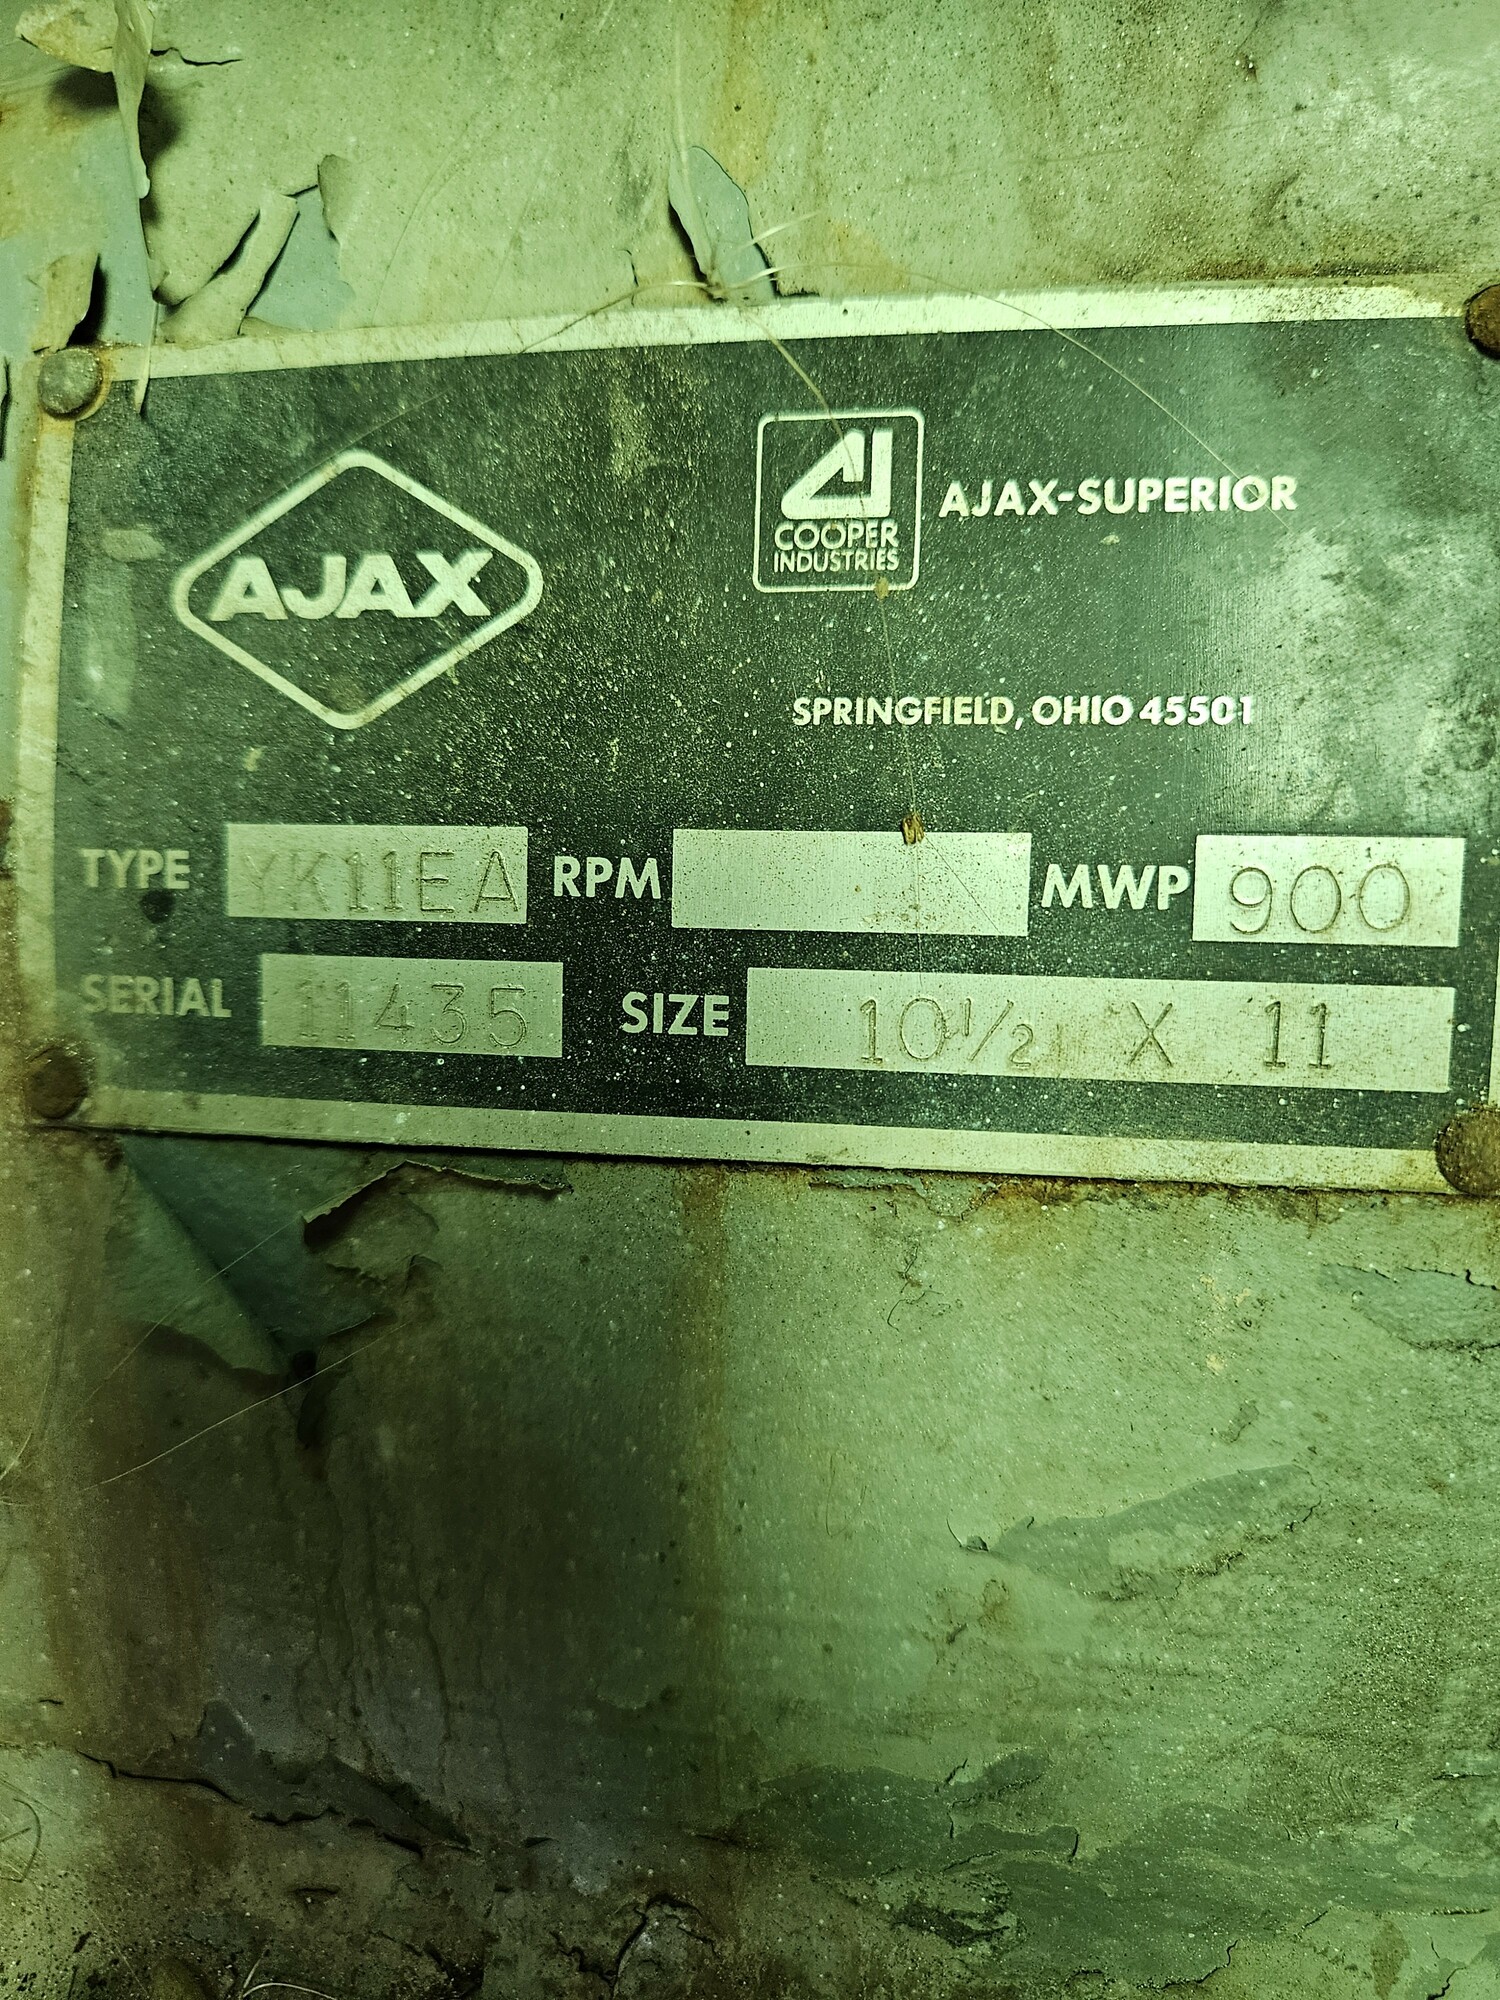 AJAX
COOPER
INDUSTRIES
AJAX-SUPERIOR
SPRINGFIELD, OHIO 45501
TYPE YK11EA RPM MWP 900
SERIAL 11435 SIZE 10 1/2 X 11